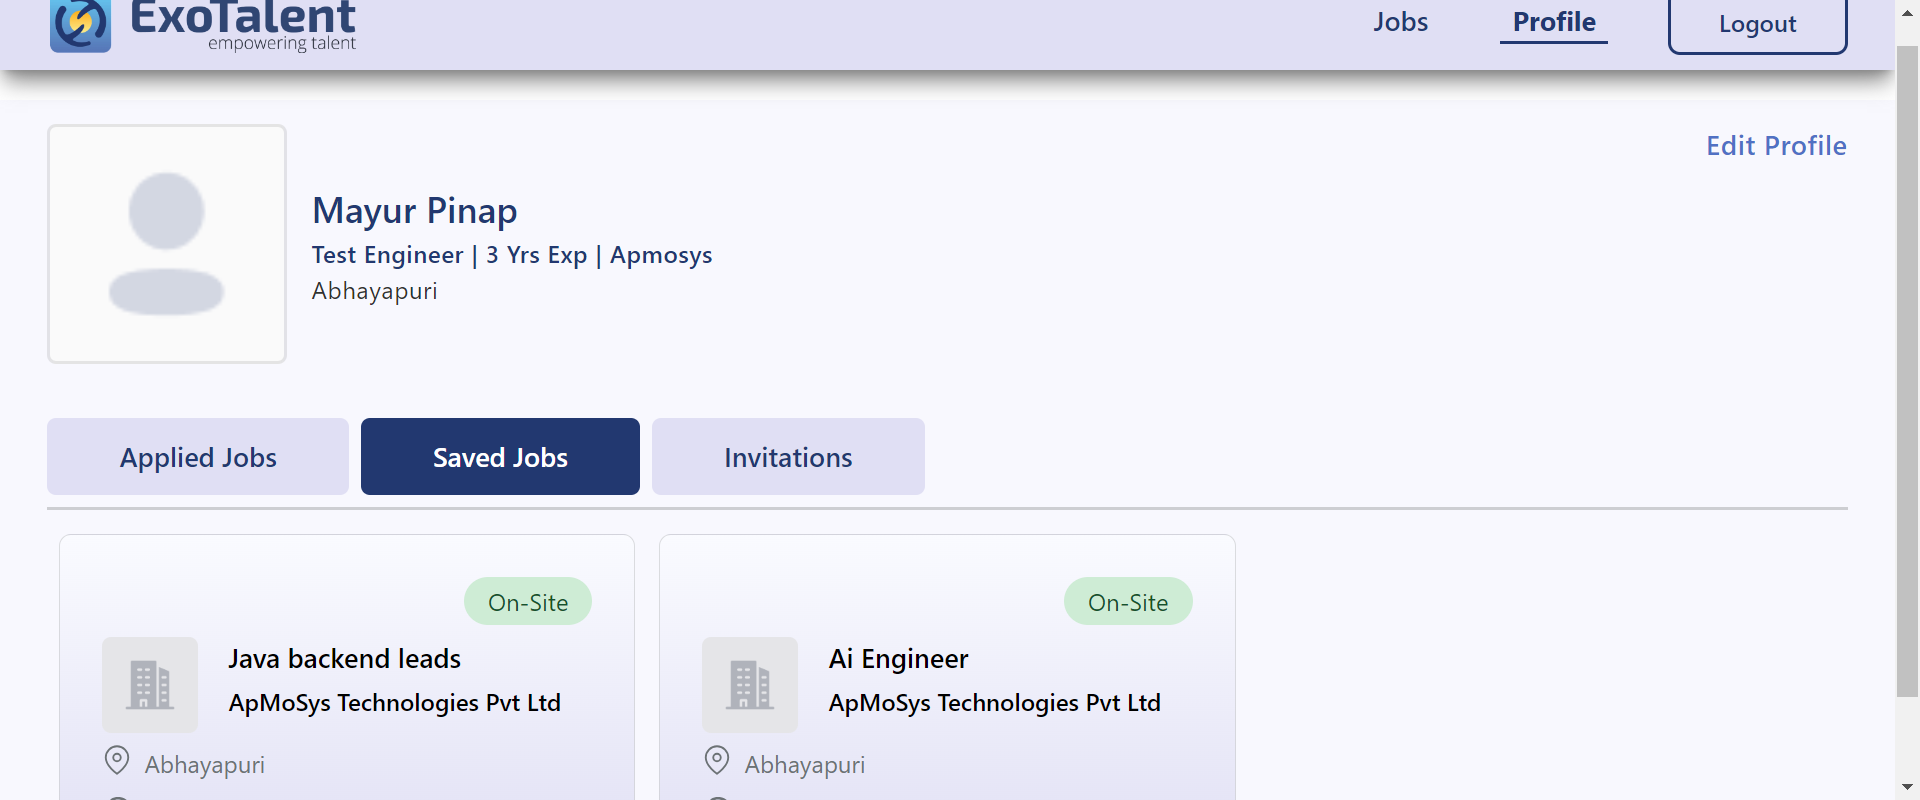 ExoTalent
empowering talent
Jobs
Profile
Logout
Edit Profile
Mayur Pinap
Test Engineer | 3 Yrs Exp | Apmosys
Abhayapuri
Applied Jobs
Saved Jobs
Invitations
On-Site
Java backend leads
ApMoSys Technologies Pvt Ltd
Abhayapuri
On-Site
Ai Engineer
ApMoSys Technologies Pvt Ltd
Abhayapuri